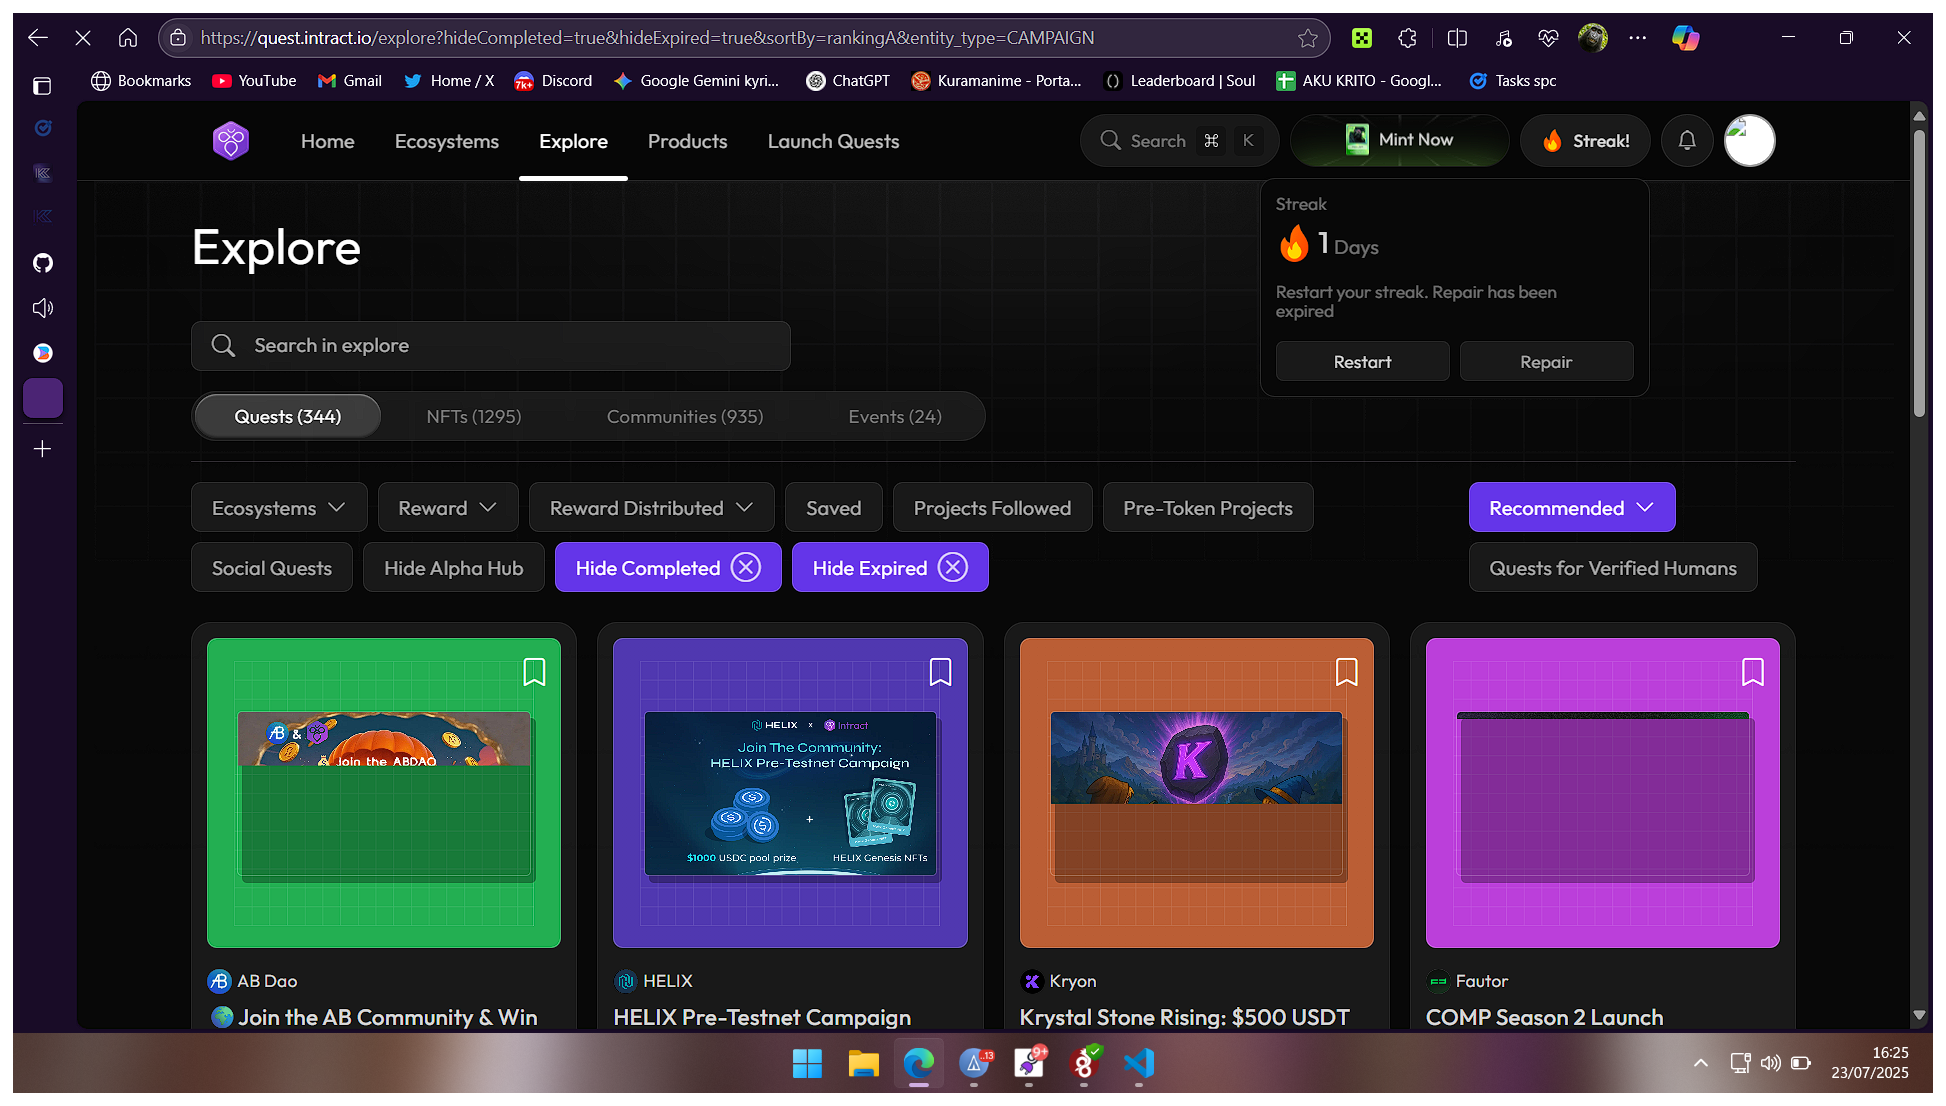 https://quest.intract.io/explore?hideCompleted=true&hideExpired=true&sortBy=rankingA&entity_type=CAMPAIGN
Bookmarks YouTube Gmail Home / X 7K+ Discord Google Gemini kyri... ChatGPT Kuramanime - Porta... Leaderboard | Soul AKU KRITO - Googl... Tasks spc
Home Ecosystems Explore Products Launch Quests Search ⌘ K Mint Now Streak!
Streak
1 Days
Restart your streak. Repair has been
expired
Restart Repair
Explore
Search in explore
Quests (344) NFTs (1295) Communities (935) Events (24)
Ecosystems Reward Reward Distributed Saved Projects Followed Pre-Token Projects Recommended
Social Quests Hide Alpha Hub Hide Completed Hide Expired Quests for Verified Humans
AB &
Join the ABDAO
HELIX x Intract
Join The Community:
HELIX Pre-Testnet Campaign
+
$1000 USDC pool prize HELIX Genesis NFTs
K
AB Dao HELIX Kryon Fautor
Join the AB Community & Win HELIX Pre-Testnet Campaign Krystal Stone Rising: $500 USDT COMP Season 2 Launch
..13 9+
16:25
23/07/2025